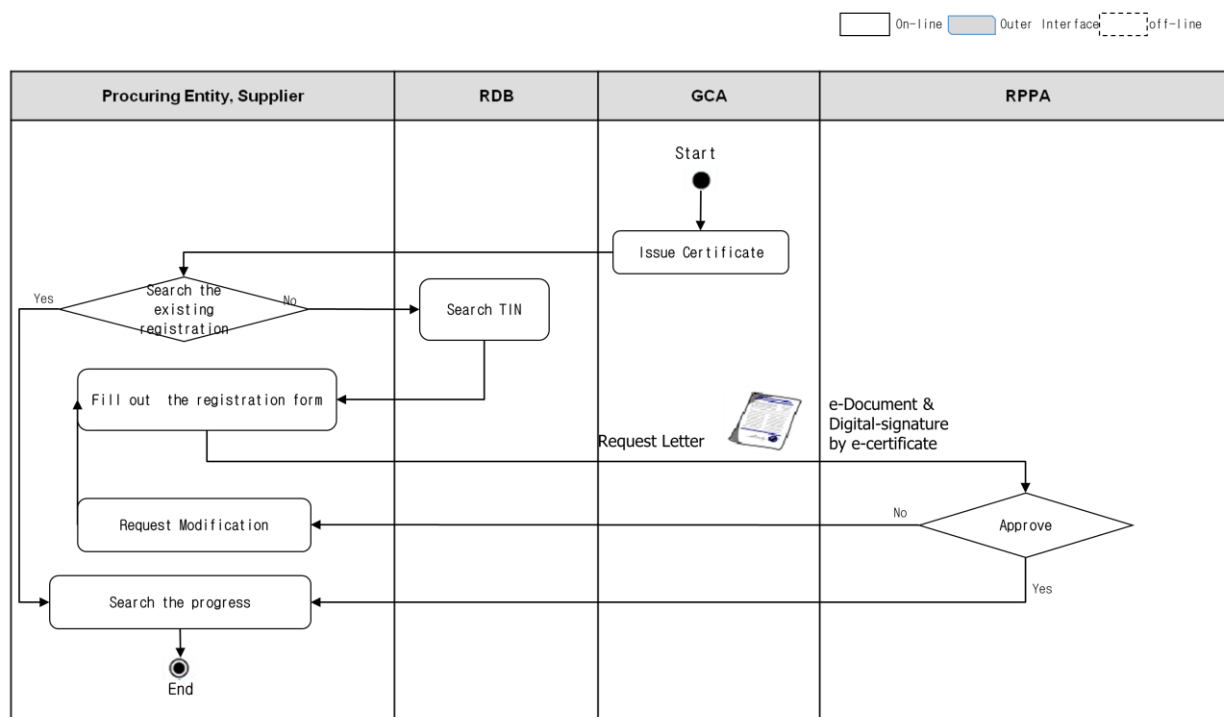 On-line
Outer Interface
off-line
Procuring Entity, Supplier
RDB
GCA
RPPA
Start
Issue Certificate
Yes
Search the
existing
registration
No
Search TIN
Fill out the registration form
Request Letter
e-Document &
Digital-signature
by e-certificate
Request Modification
No
Approve
Search the progress
Yes
End